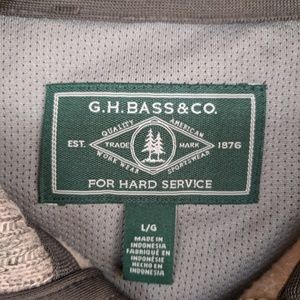 G.H.BASS&CO.
QUALITY AMERICAN
EST. TRADE MARK 1876
WORK WEAR SPORTSWEAR
FOR HARD SERVICE
L/G
MADE IN
INDONESIA
FABRIQUÉ EN
INDONÉSIE
HECHO EN
INDONESIA